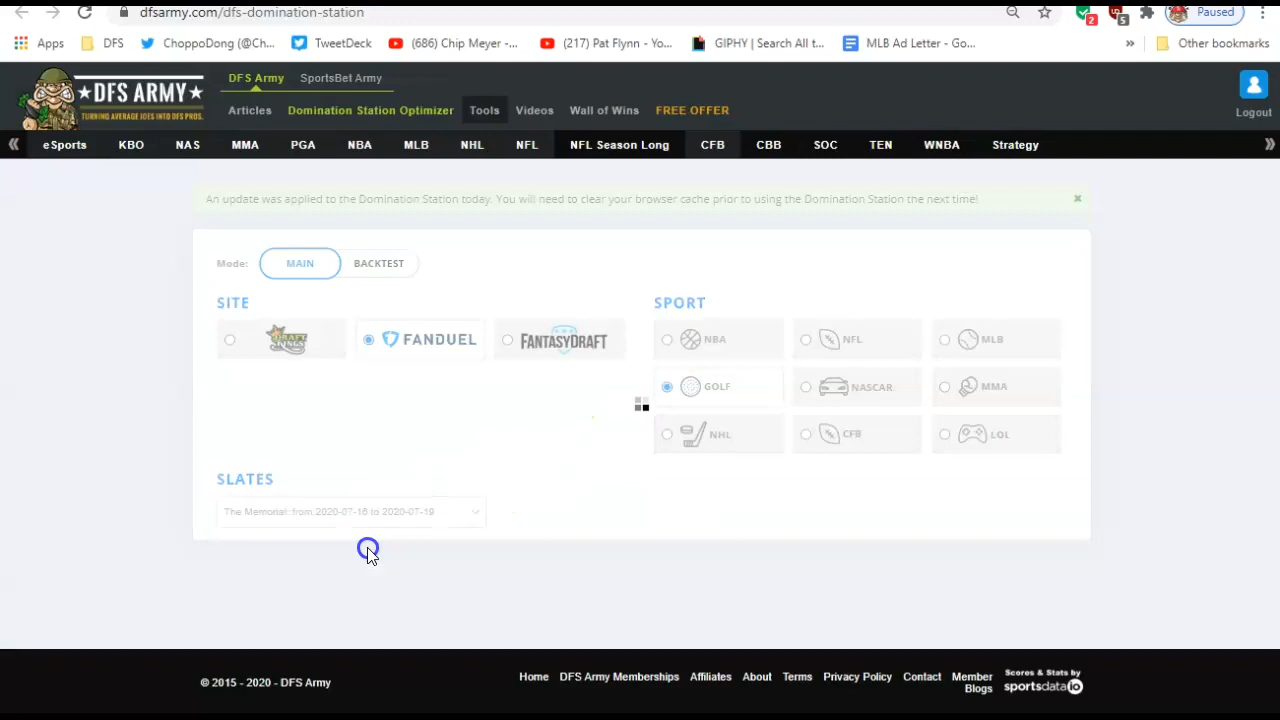 dfsarmy.com/dfs-domination-station
Paused
2
5
Apps DFS ChoppoDong (@Ch... TweetDeck (686) Chip Meyer -... (217) Pat Flynn - Yo... GIPHY | Search All t... MLB Ad Letter - Go... » Other bookmarks
★DFS ARMY★
TURNING AVERAGE JOES INTO DFS PROS.
DFS Army SportsBet Army
Articles Domination Station Optimizer Tools Videos Wall of Wins FREE OFFER
Logout
« eSports KBO NAS MMA PGA NBA MLB NHL NFL NFL Season Long CFB CBB SOC TEN WNBA Strategy »
An update was applied to the Domination Station today. You will need to clear your browser cache prior to using the Domination Station the next time! ×
Mode: MAIN BACKTEST
SITE
DRAFT KINGS FANDUEL FANTASYDRAFT
SPORT
NBA NFL MLB
GOLF NASCAR MMA
NHL CFB LOL
SLATES
The Memorial: from 2020-07-16 to 2020-07-19
© 2015 - 2020 - DFS Army
Home DFS Army Memberships Affiliates About Terms Privacy Policy Contact Member Blogs
Scores & Stats by
sportsdata io